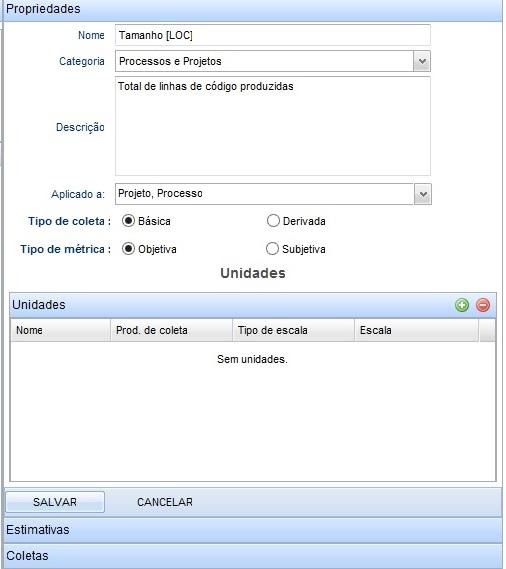 Propriedades
Nome Tamanho [LOC]
Categoria Processos e Projetos
Total de linhas de código produzidas
Descrição
Aplicado a: Projeto, Processo
Tipo de coleta : Básica Derivada
Tipo de métrica : Objetiva Subjetiva
Unidades
Unidades
Nome Prod. de coleta Tipo de escala Escala
Sem unidades.
SALVAR CANCELAR
Estimativas
Coletas